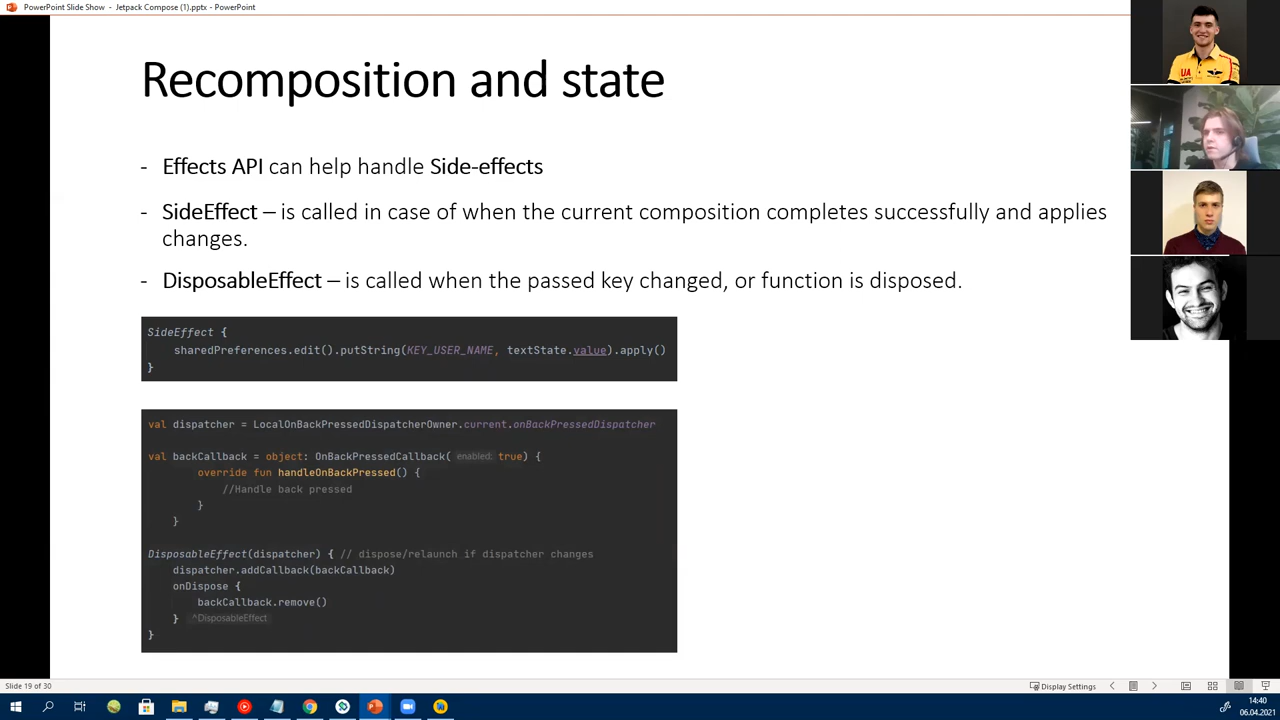 PowerPoint Slide Show - Jetpack Compose (1).pptx - PowerPoint
Recomposition and state
- Effects API can help handle Side-effects
- SideEffect – is called in case of when the current composition completes successfully and applies
changes.
- DisposableEffect – is called when the passed key changed, or function is disposed.
SideEffect {
sharedPreferences.edit().putString(KEY_USER_NAME, textState.value).apply()
}
val dispatcher = LocalOnBackPressedDispatcherOwner.current.onBackPressedDispatcher
val backCallback = object: OnBackPressedCallback( enabled: true) {
override fun handleOnBackPressed() {
//Handle back pressed
}
}
DisposableEffect(dispatcher) { // dispose/relaunch if dispatcher changes
dispatcher.addCallback(backCallback)
onDispose {
backCallback.remove()
} ^DisposableEffect
}
UA
Slide 19 of 30
Display Settings
14:40
06.04.2021